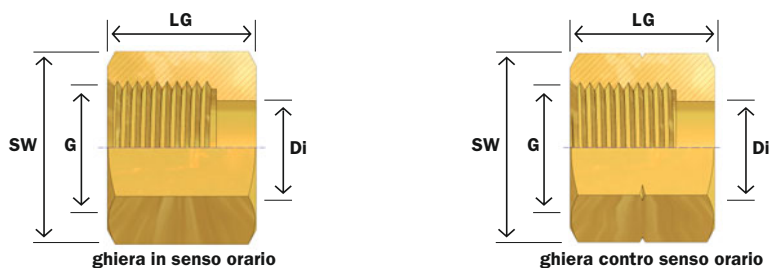 LG
SW
G
Di
ghiera in senso orario
LG
SW
G
Di
ghiera contro senso orario